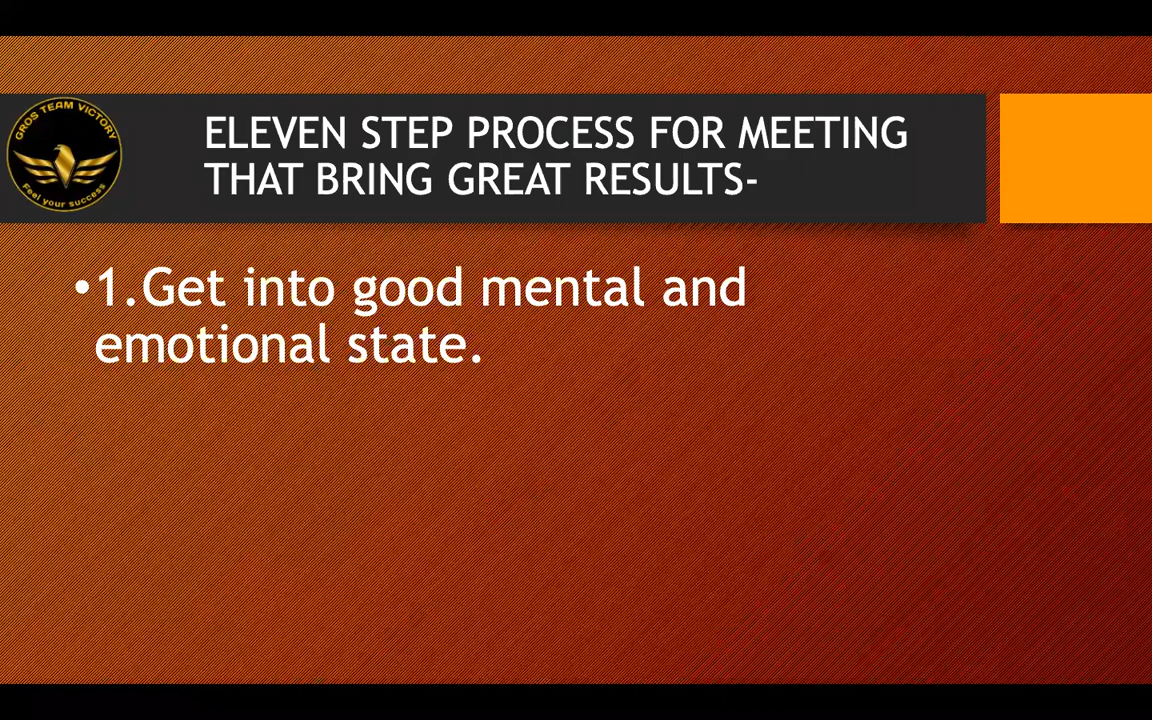 GROS TEAM VICTORY
Feel your success
ELEVEN STEP PROCESS FOR MEETING
THAT BRING GREAT RESULTS-
•1.Get into good mental and
emotional state.